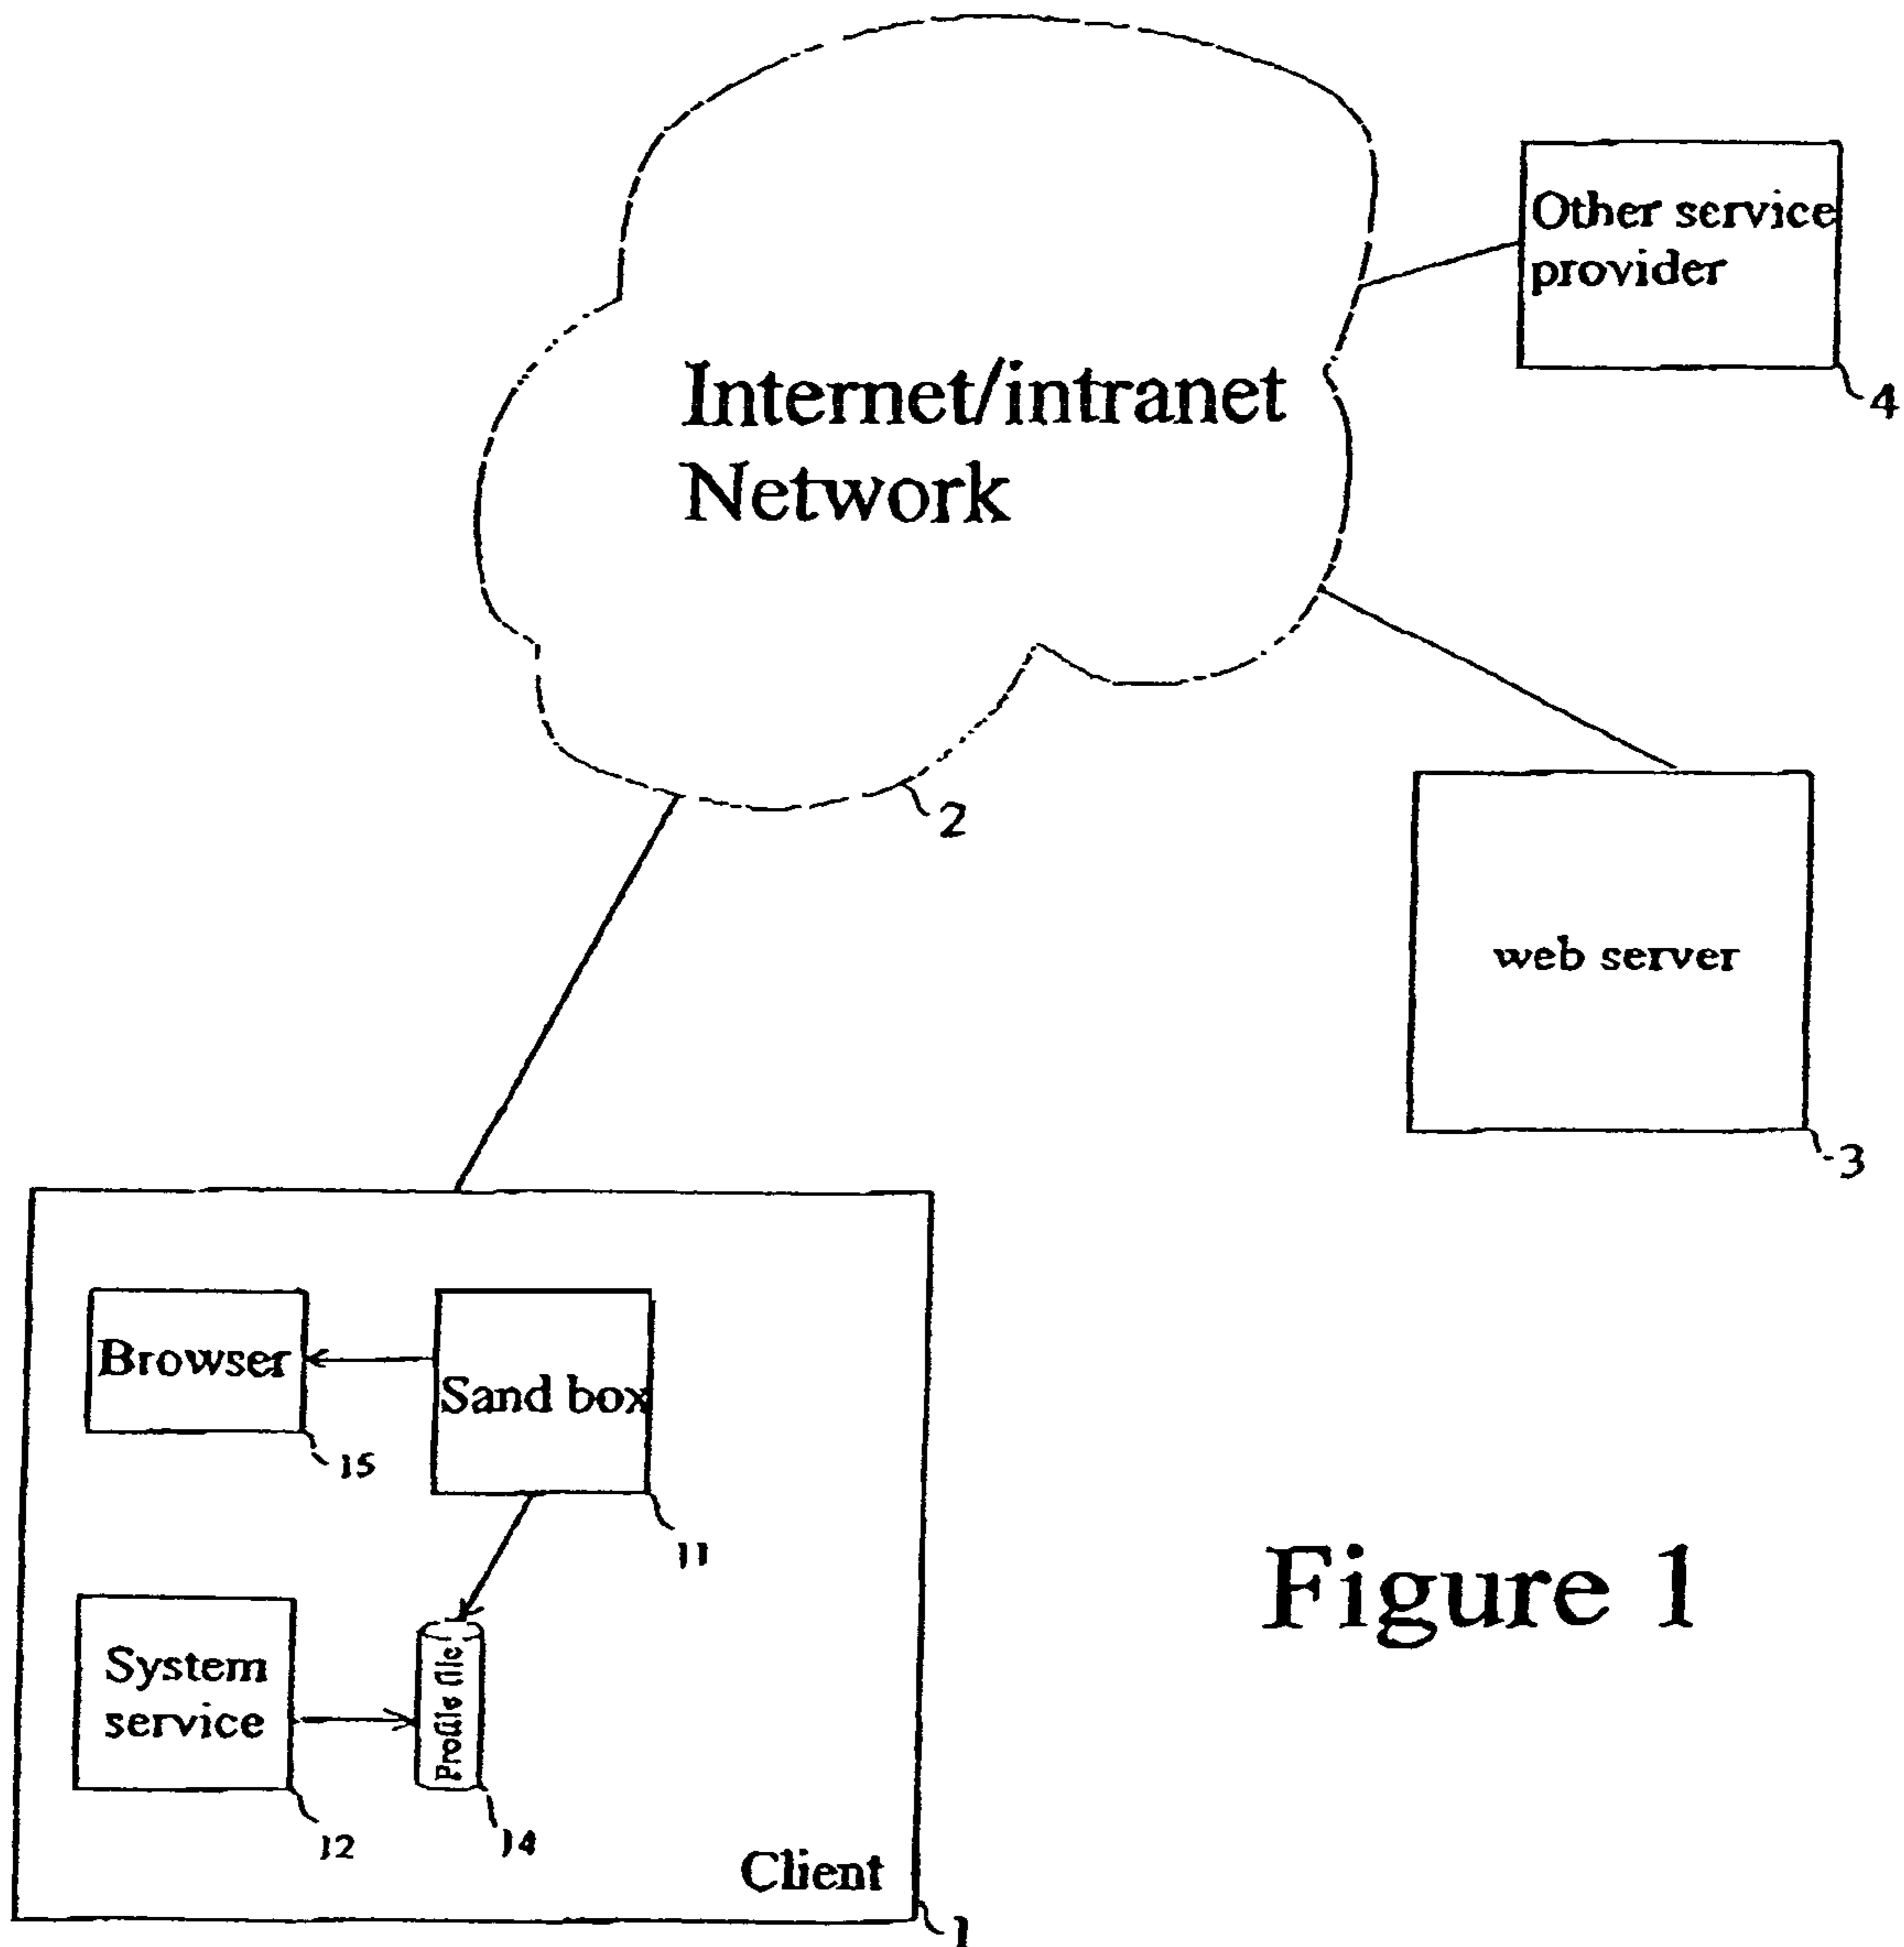 Other service
provider
4
Internet/intranet
Network
2
web server
3
Browser
15
Sand box
11
System
service
12
Profile file
14
Client
1
Figure 1